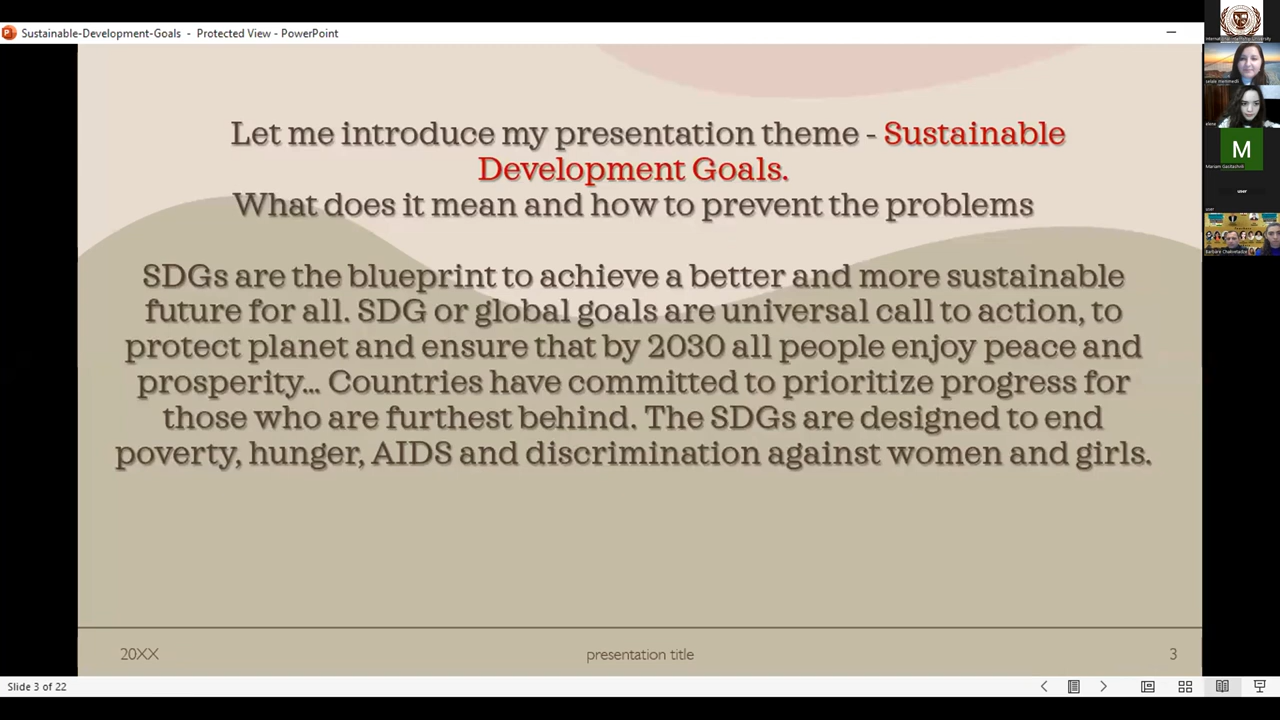 Sustainable-Development-Goals - Protected View - PowerPoint
Let me introduce my presentation theme - Sustainable
Development Goals.
What does it mean and how to prevent the problems
SDGs are the blueprint to achieve a better and more sustainable
future for all. SDG or global goals are universal call to action, to
protect planet and ensure that by 2030 all people enjoy peace and
prosperity... Countries have committed to prioritize progress for
those who are furthest behind. The SDGs are designed to end
poverty, hunger, AIDS and discrimination against women and girls.
20XX
presentation title
3
Slide 3 of 22
M
user
user